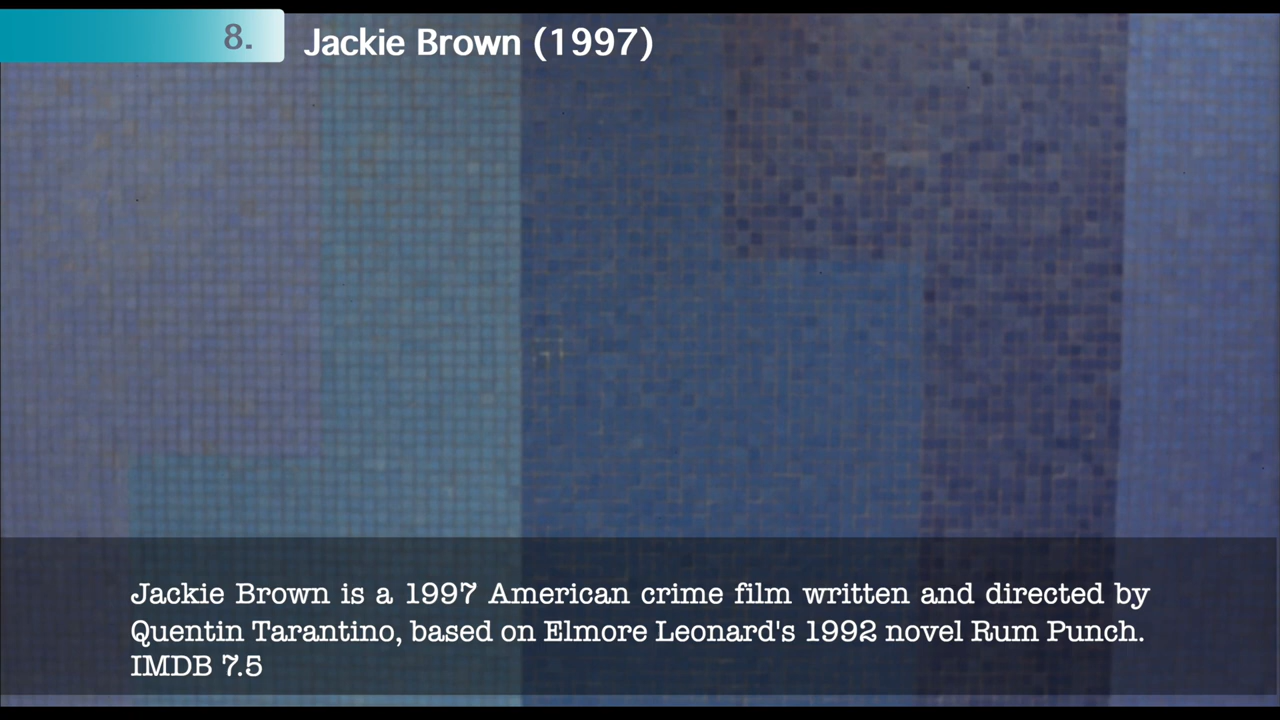 8.
Jackie Brown (1997)
Jackie Brown is a 1997 American crime film written and directed by
Quentin Tarantino, based on Elmore Leonard's 1992 novel Rum Punch.
IMDB 7.5